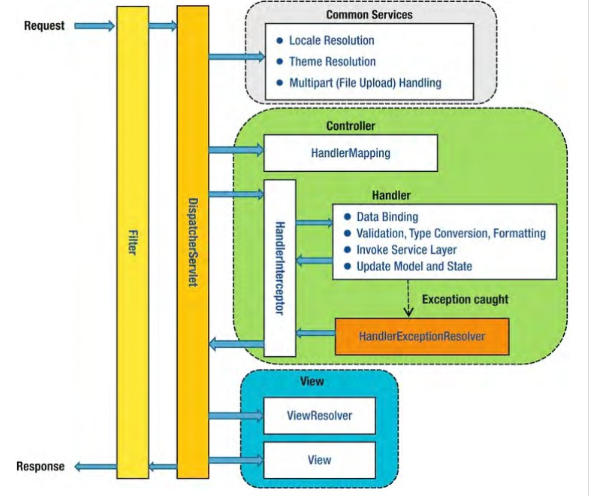 Request
Filter
DispatcherServlet
Common Services
Locale Resolution
Theme Resolution
Multipart (File Upload) Handling
Controller
HandlerMapping
HandlerInterceptor
Handler
Data Binding
Validation, Type Conversion, Formatting
Invoke Service Layer
Update Model and State
Exception caught
HandlerExceptionResolver
View
ViewResolver
View
Response